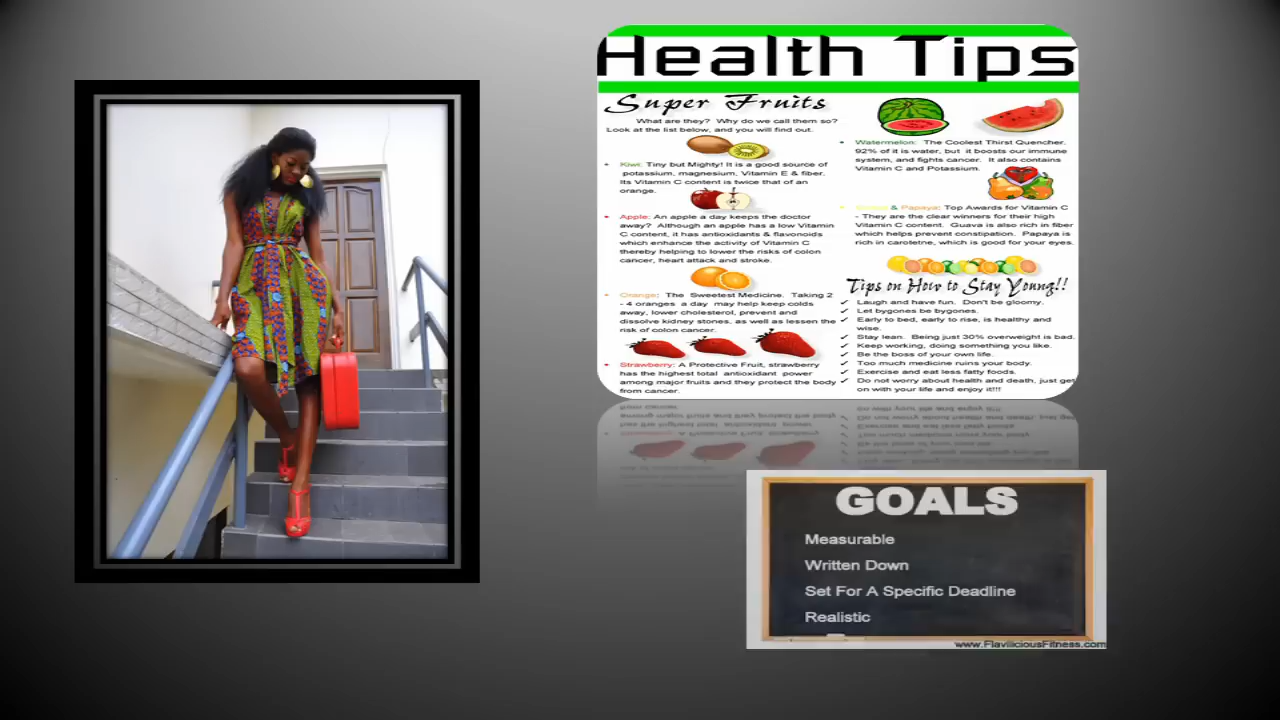 Health Tips
Super Fruits
What are they? Why do we call them so?
Look at the list below, and you will find out.
Kiwi: Tiny but Mighty! It is a good source of
potassium, magnesium, Vitamin E & fiber.
Its Vitamin C content is twice that of an
orange.
Apple: An apple a day keeps the doctor
away? Although an apple has a low Vitamin
C content, it has antioxidants & flavonoids
which enhance the activity of Vitamin C
thereby helping to lower the risks of colon
cancer, heart attack and stroke.
Orange: The Sweetest Medicine. Taking 2
- 4 oranges a day may help keep colds
away, lower cholesterol, prevent and
dissolve kidney stones, as well as lessen the
risk of colon cancer.
Strawberry: A Protective Fruit, strawberry
has the highest total antioxidant power
among major fruits and they protect the body
from cancer.
Watermelon: The Coolest Thirst Quencher.
92% of it is water, but it boosts our immune
system, and fights cancer. It also contains
Vitamin C and Potassium.
& Papaya: Top Awards for Vitamin C
- They are the clear winners for their high
Vitamin C content. Guava is also rich in fiber
which helps prevent constipation. Papaya is
rich in carotetne, which is good for your eyes.
Tips on How to Stay Young!!
✓ Laugh and have fun. Don't be gloomy.
✓ Let bygones be bygones.
✓ Early to bed, early to rise, is healthy and
wise.
✓ Stay lean. Being just 30% overweight is bad.
✓ Keep working, doing something you like.
✓ Be the boss of your own life.
✓ Too much medicine ruins your body.
✓ Exercise and eat less fatty foods.
✓ Do not worry about health and death, just get
on with your life and enjoy it!!!
GOALS
Measurable
Written Down
Set For A Specific Deadline
Realistic
www.FlaviliciousFitness.com